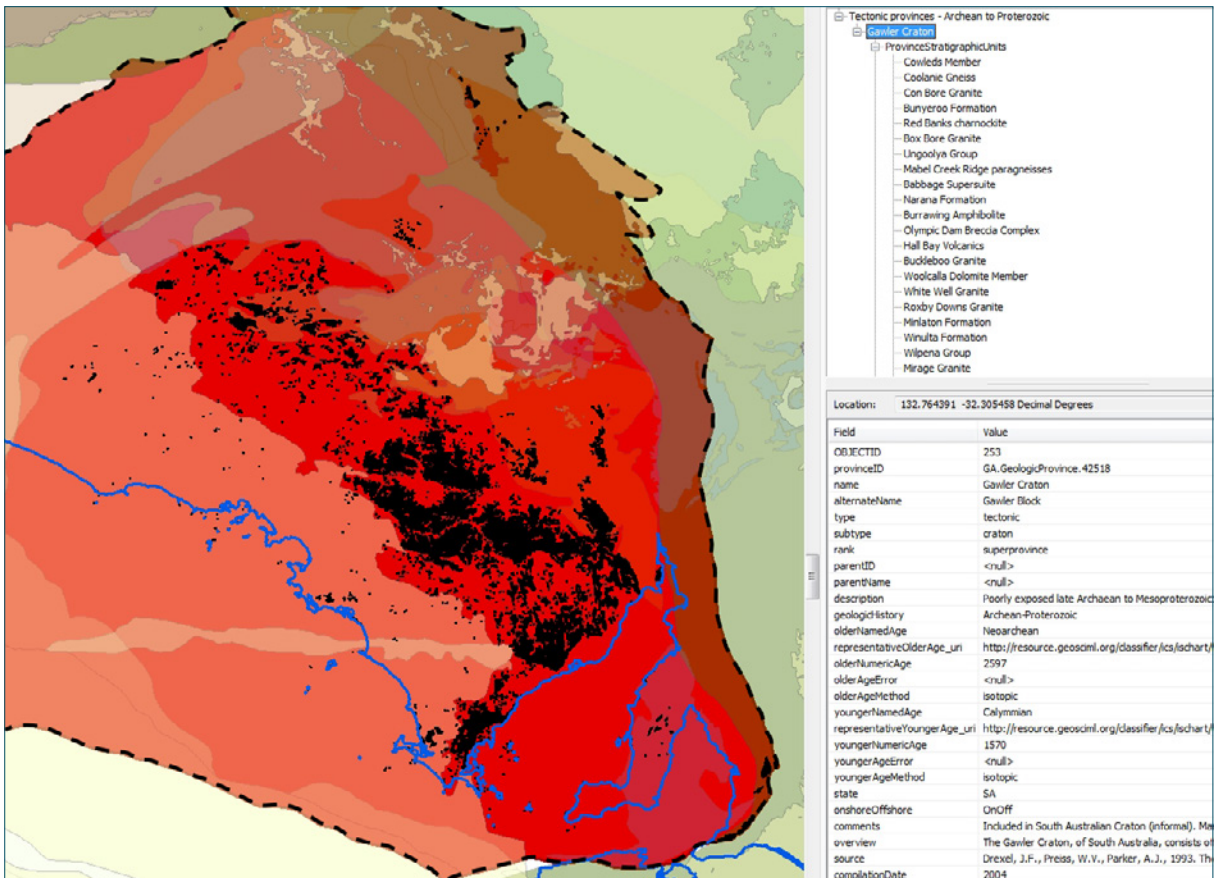 Tectonic provinces - Archean to Proterozoic
Gawler Craton
ProvinceStratigraphicUnits
Cowleds Member
Coolanie Gneiss
Con Bore Granite
Bunyeroo Formation
Red Banks charnockite
Box Bore Granite
Ungoolya Group
Mabel Creek Ridge paragneisses
Babbage Supersuite
Narana Formation
Burrawing Amphibolite
Olympic Dam Breccia Complex
Hall Bay Volcanics
Buckleboo Granite
Woolcalla Dolomite Member
White Well Granite
Roxby Downs Granite
Minlaton Formation
Winulta Formation
Wilpena Group
Mirage Granite
Location: 132.764391 -32.305458 Decimal Degrees
Field Value
OBJECTID 253
provinceID GA.GeologicProvince.42518
name Gawler Craton
alternateName Gawler Block
type tectonic
subtype craton
rank superprovince
parentID <null>
parentName <null>
description Poorly exposed late Archaean to Mesoproterozoic
geologicHistory Archean-Proterozoic
olderNamedAge Neoarchean
representativeOlderAge_uri http://resource.geosciml.org/classifier/ics/ischart/
olderNumericAge 2597
olderAgeError <null>
olderAgeMethod isotopic
youngerNamedAge Calymmian
representativeYoungerAge_uri http://resource.geosciml.org/classifier/ics/ischart/
youngerNumericAge 1570
youngerAgeError <null>
youngerAgeMethod isotopic
state SA
onshoreOffshore OnOff
comments Included in South Australian Craton (informal). Ma
overview The Gawler Craton, of South Australia, consists of
source Drexel, J.F., Preiss, W.V., Parker, A.J., 1993. The
compilationDate 2004